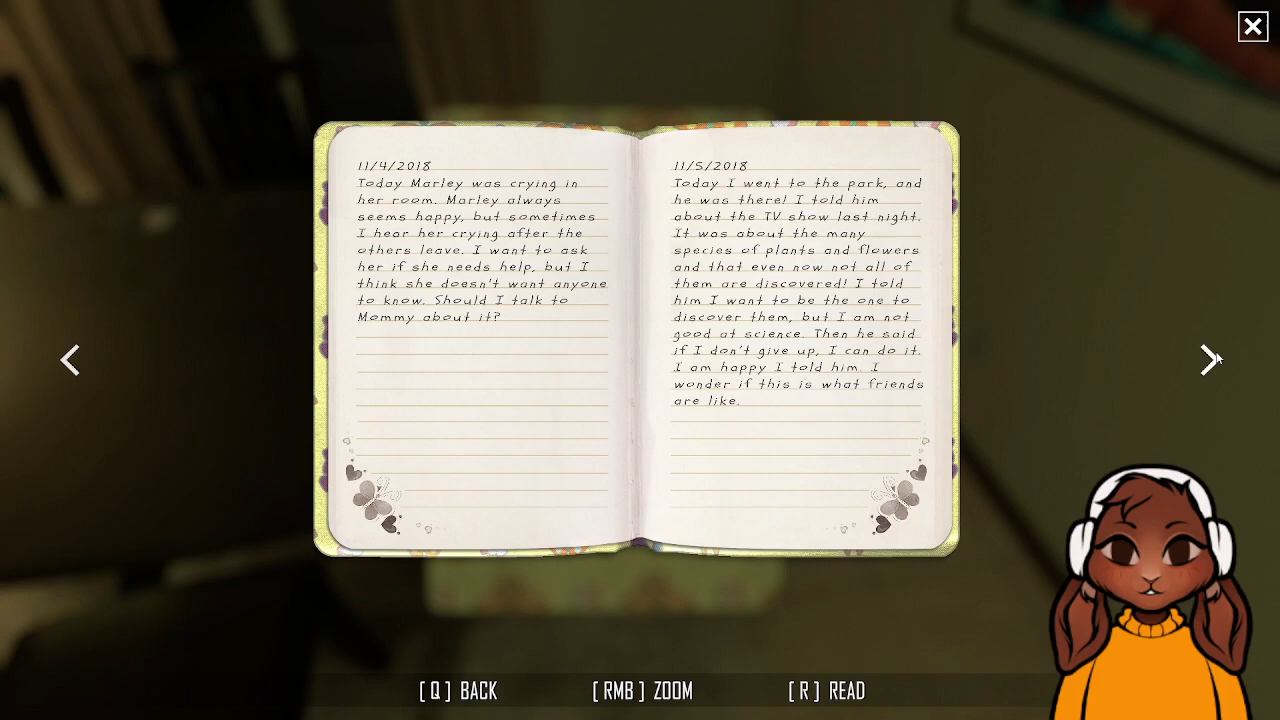 11/4/2018
Today Marley was crying in
her room. Marley always
seems happy, but sometimes
I hear her crying after the
others leave. I want to ask
her if she needs help, but I
think she doesn't want anyone
to know. Should I talk to
Mommy about it?
11/5/2018
Today I went to the park, and
he was there! I told him
about the TV show last night.
It was about the many
species of plants and flowers
and that even now not all of
them are discovered! I told
him I want to be the one to
discover them, but I am not
good at science. Then he said
if I don't give up, I can do it.
I am happy I told him. I
wonder if this is what friends
are like.
[ Q ] BACK [ RMB ] ZOOM [ R ] READ